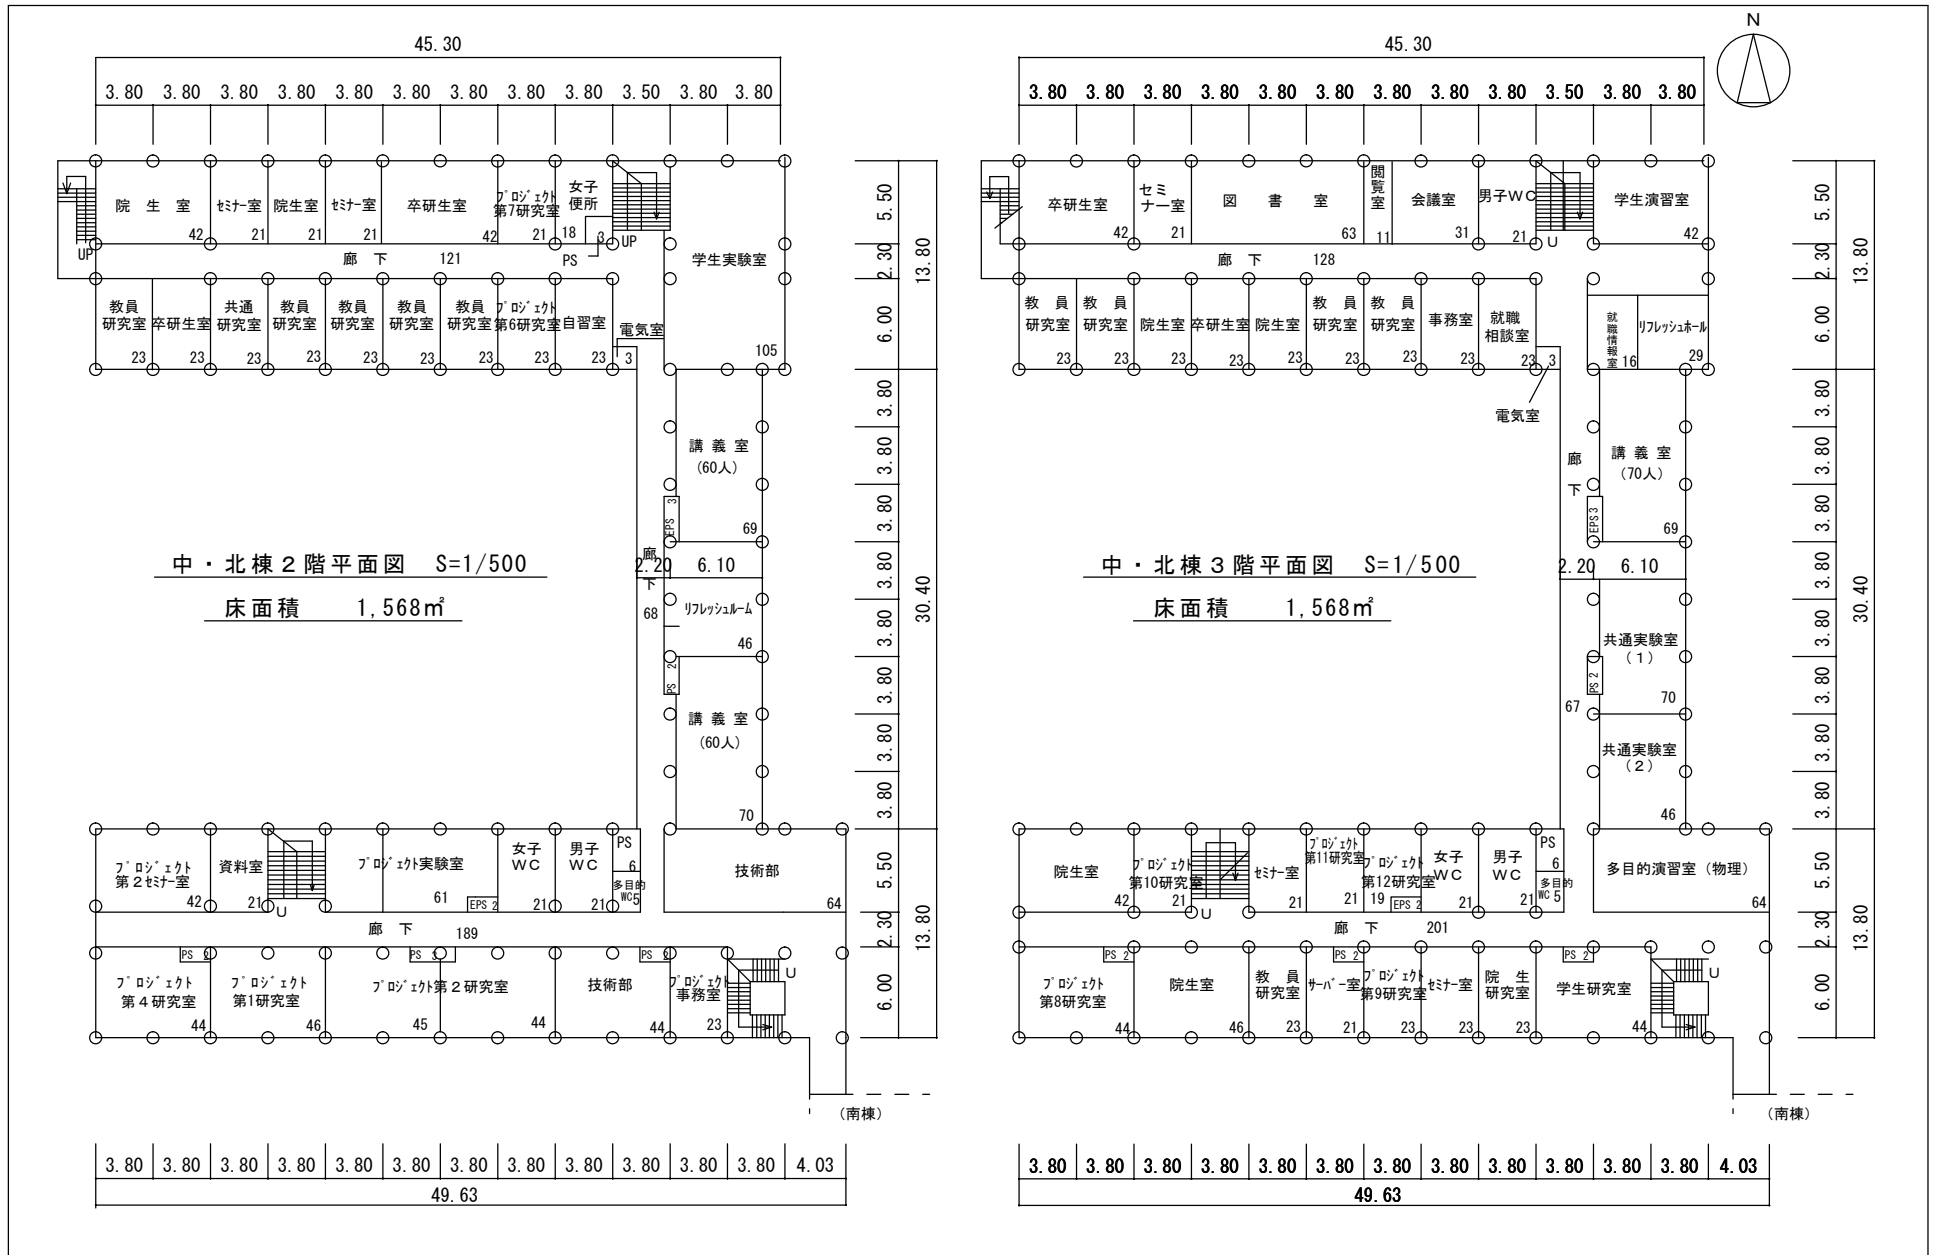 45.30
3.80 3.80 3.80 3.80 3.80 3.80 3.80 3.80 3.80 3.50 3.80 3.80
院生室 42
セミナー室 21
院生室 21
セミナー室 21
卒研生室 42
プロジェクト
第7研究室 21
女子
便所
18
3
PS
UP
UP
廊下 121
学生実験室
105
教員
研究室 23
卒研生室 23
共通
研究室 23
教員
研究室 23
教員
研究室 23
教員
研究室 23
教員
研究室 23
プロジェクト
第6研究室 23
自習室 23
電気室
3
5.50
2.30
6.00
13.80
講義室
(60人)
69
EPS 3
廊
下
68
2.20 6.10
リフレッシュルーム
46
PS 2
講義室
(60人)
70
3.80
3.80
3.80
3.80
3.80
3.80
3.80
3.80
30.40
中・北棟2階平面図 S=1/500
床面積 1,568㎡
プロジェクト
第2セミナー室
42
資料室
21
U
プロジェクト実験室
61
EPS 2
女子
WC
21
男子
WC
21
PS
6
多目的
WC5
技術部
64
廊下 189
プロジェクト
第4研究室
44
PS 2
プロジェクト
第1研究室
46
プロジェクト第2研究室
45
44
PS 3
技術部
44
PS 2
プロジェクト
事務室
23
U
5.50
2.30
6.00
13.80
(南棟)
3.80 3.80 3.80 3.80 3.80 3.80 3.80 3.80 3.80 3.80 3.80 3.80 4.03
49.63
45.30
N
3.80 3.80 3.80 3.80 3.80 3.80 3.80 3.80 3.80 3.50 3.80 3.80
卒研生室
42
セミ
ナー室
21
図書室
63
閲覧室
11
会議室
31
男子WC
21
U
学生演習室
42
廊下 128
教員
研究室
23
教員
研究室
23
院生室
23
卒研生室
23
院生室
23
教員
研究室
23
教員
研究室
23
事務室
23
就職
相談室
23
3
電気室
就職情報室
16
リフレッシュホール
29
5.50
2.30
6.00
13.80
廊
下
講義室
(70人)
69
EPS 3
2.20 6.10
共通実験室
(1)
70
PS 2
67
共通実験室
(2)
46
3.80
3.80
3.80
3.80
3.80
3.80
3.80
3.80
30.40
中・北棟3階平面図 S=1/500
床面積 1,568㎡
院生室
42
プロジェクト
第10研究室
21
U
セミナー室
21
プロジェクト
第11研究室
21
プロジェクト
第12研究室
19
EPS 2
女子
WC
21
男子
WC
21
PS
6
多目的
WC 5
多目的演習室(物理)
64
廊下 201
プロジェクト
第8研究室
44
PS 2
院生室
46
教員
研究室
23
サーバー室
21
PS 2
プロジェクト
第9研究室
23
セミナー室
23
院生
研究室
23
学生研究室
44
PS 2
U
5.50
2.30
6.00
13.80
(南棟)
3.80 3.80 3.80 3.80 3.80 3.80 3.80 3.80 3.80 3.80 3.80 3.80 4.03
49.63